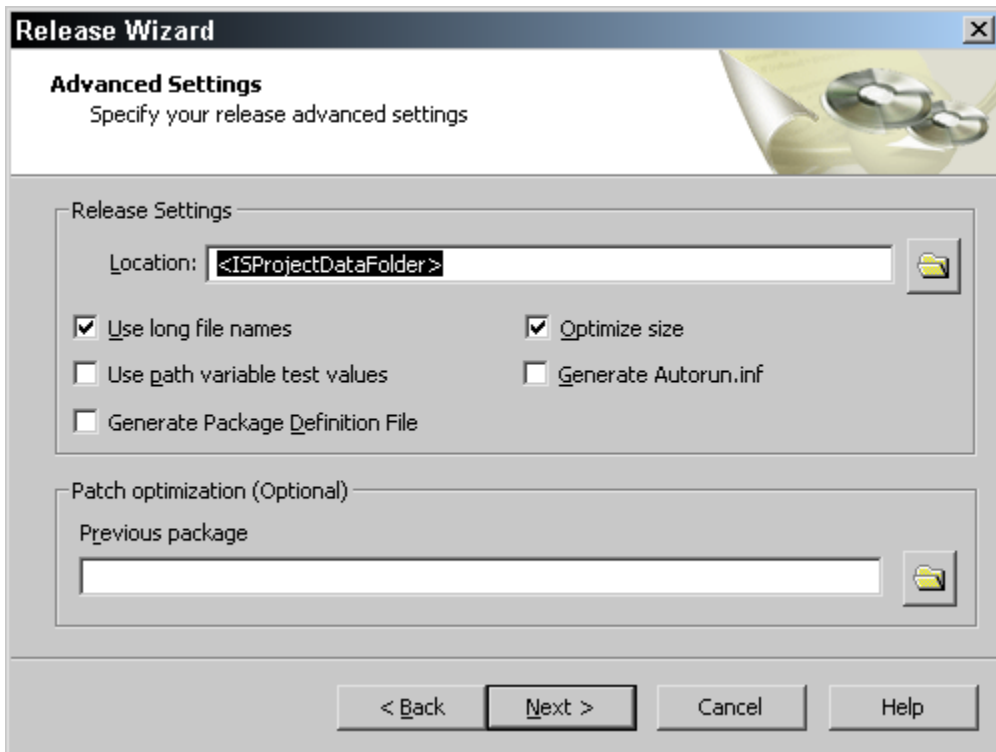 Release Wizard
Advanced Settings
Specify your release advanced settings
Release Settings
Location: <ISProjectDataFolder>
Use long file names Optimize size
Use path variable test values Generate Autorun.inf
Generate Package Definition File
Patch optimization (Optional)
Previous package
< Back Next > Cancel Help